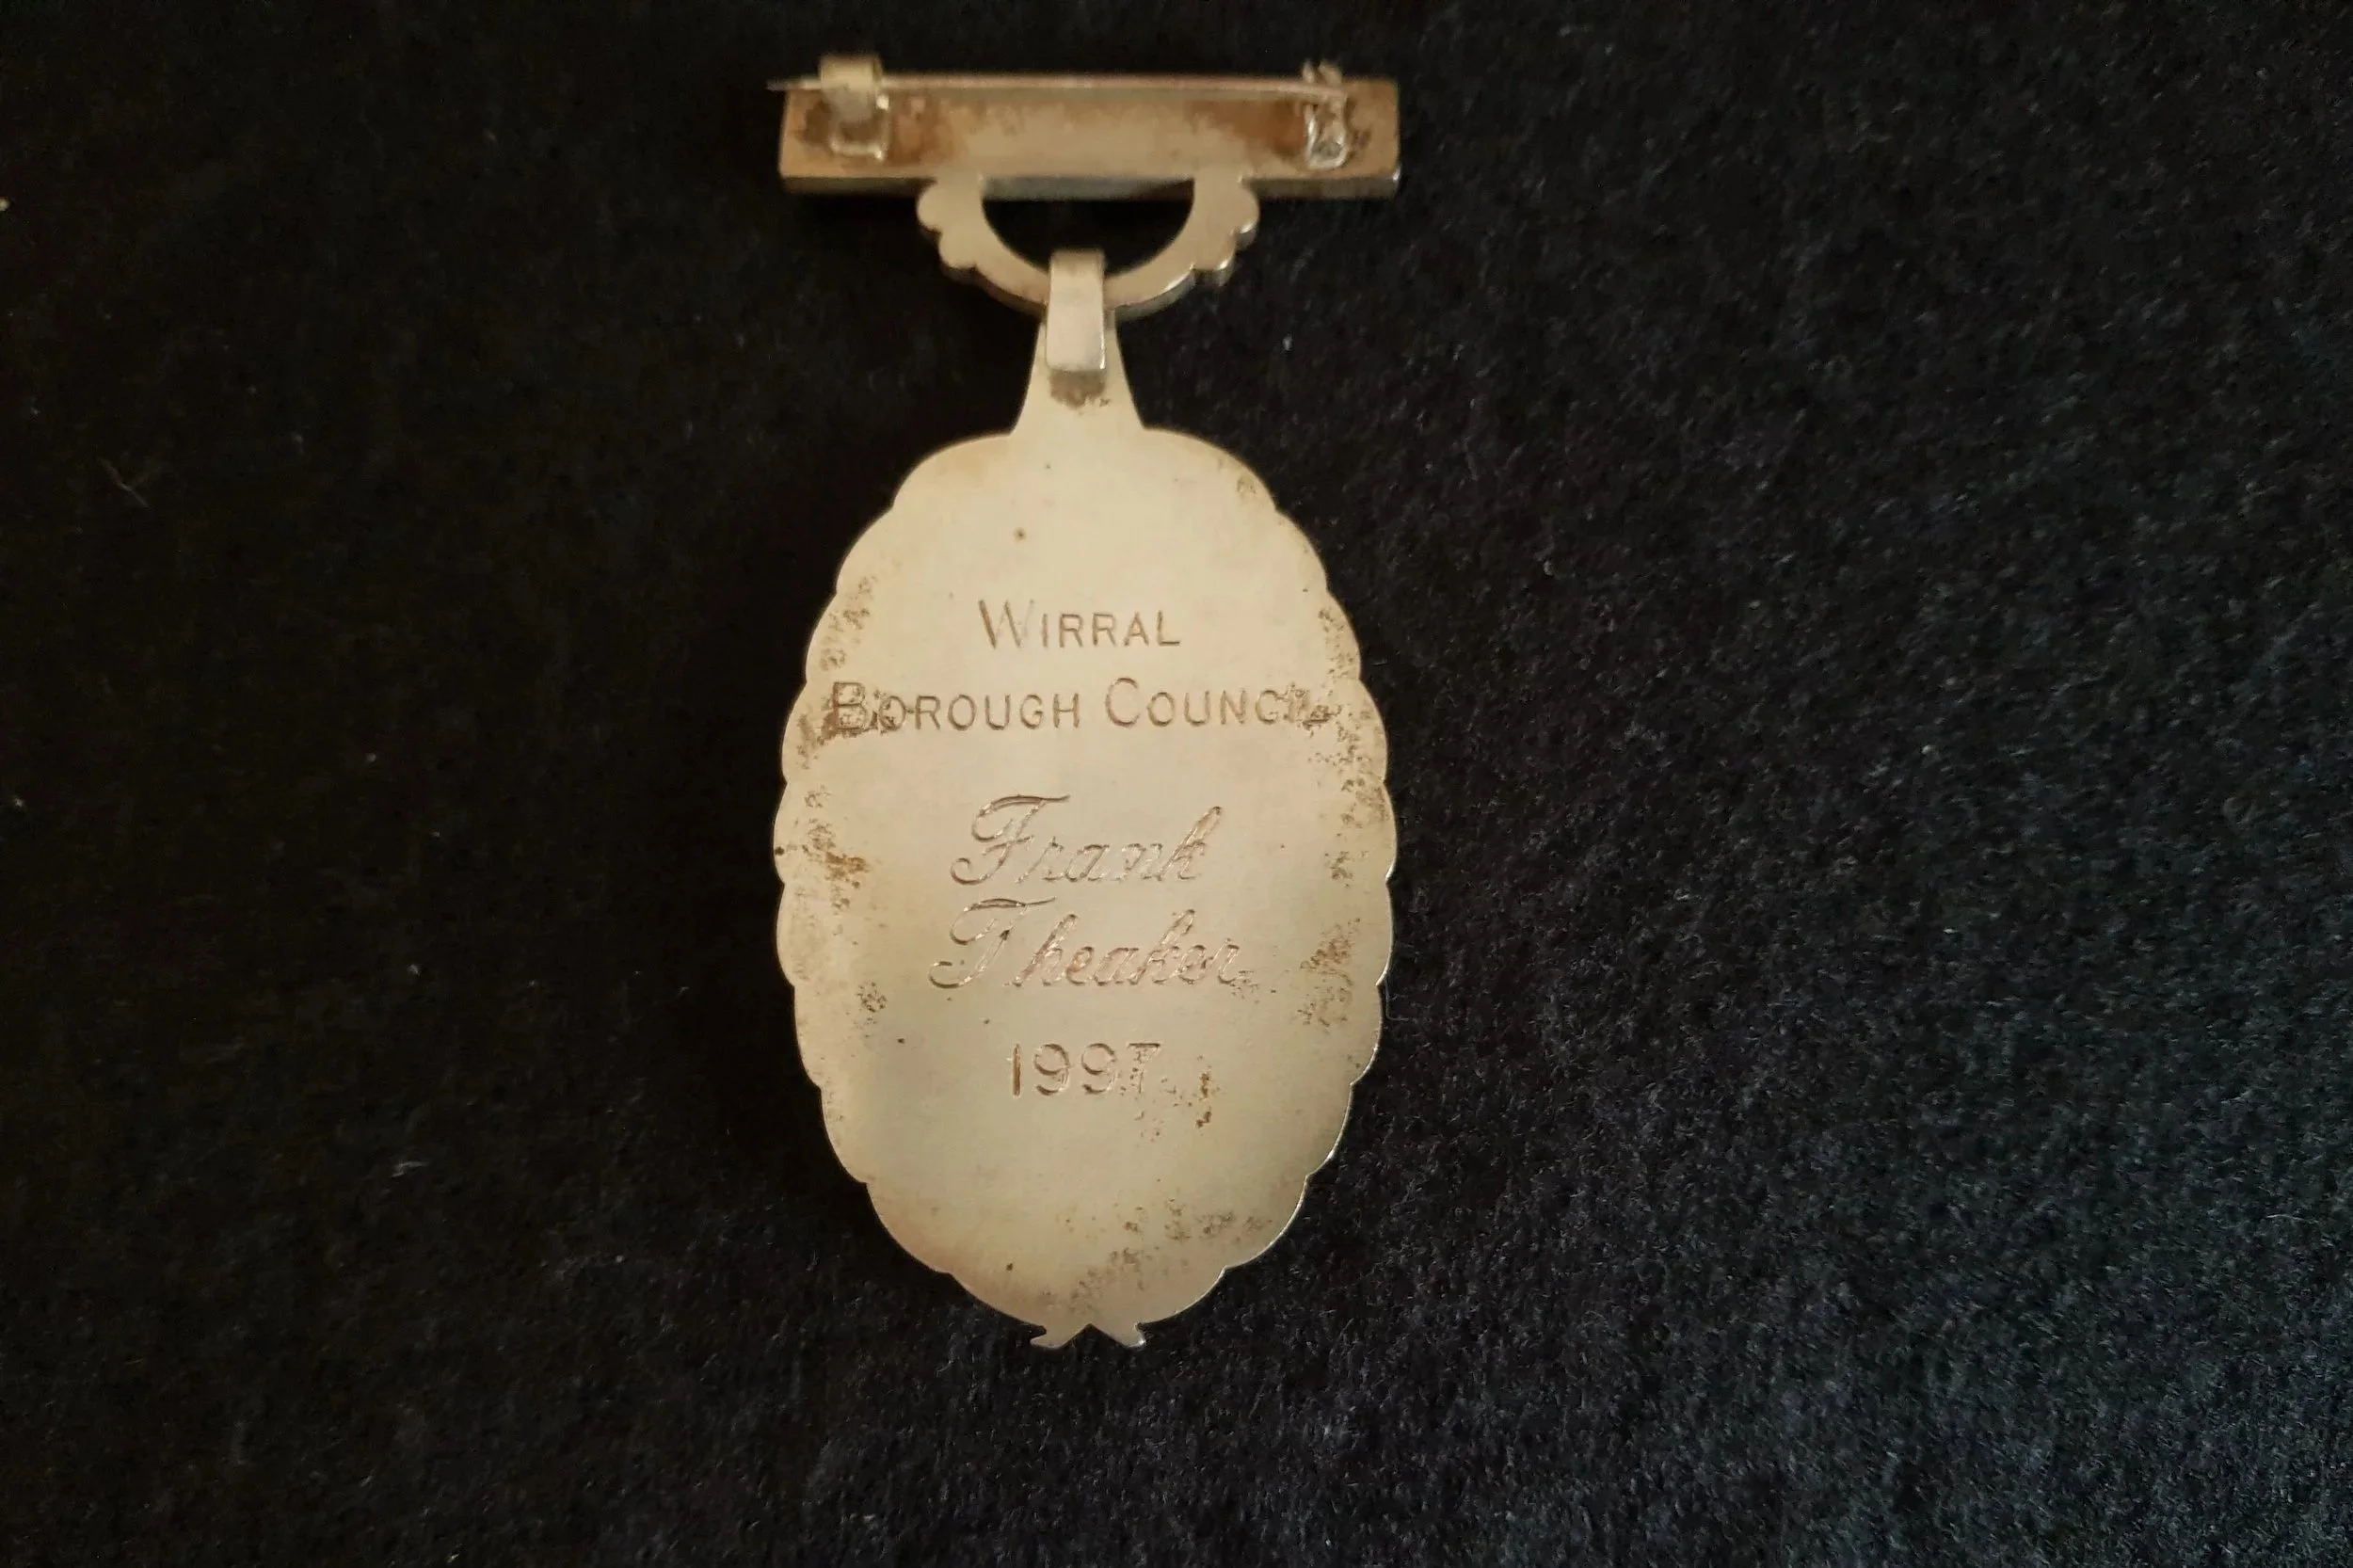 WIRRAL
BOROUGH COUNCIL
Frank
Theaker
1997